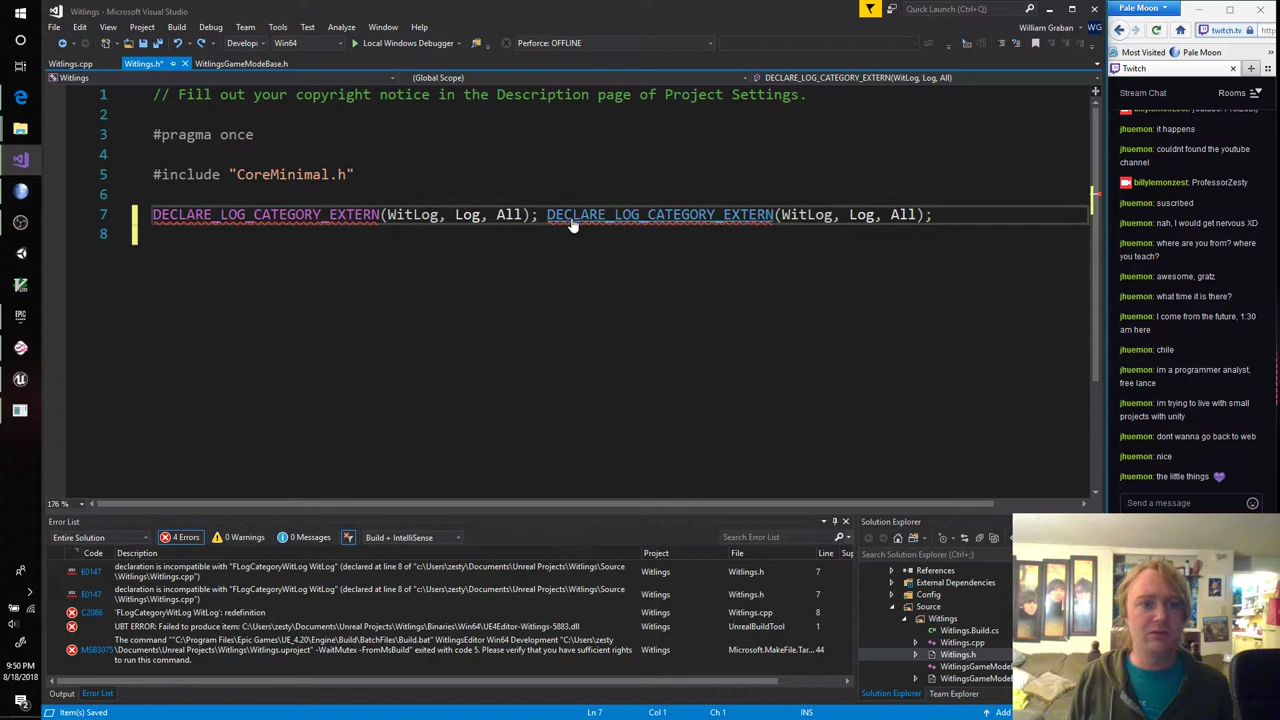 Witlings - Microsoft Visual Studio
Quick Launch (Ctrl+Q)
Pale Moon
File Edit View Project Build Debug Team Tools Test Analyze Window Help
William Graban WG
Develop Win64 Local Windows Debugger Perforce: OFFLINE
twitch.tv
http
Most Visited Pale Moon
Witlings.cpp Witlings.h* WitlingsGameModeBase.h
Twitch
Witlings (Global Scope) DECLARE_LOG_CATEGORY_EXTERN(WitLog, Log, All)
Stream Chat Rooms
1 // Fill out your copyright notice in the Description page of Project Settings.
2
3 #pragma once
4
5 #include "CoreMinimal.h"
6
7 DECLARE_LOG_CATEGORY_EXTERN(WitLog, Log, All); DECLARE_LOG_CATEGORY_EXTERN(WitLog, Log, All);
8
jhuemon: it happens
jhuemon: couldnt found the youtube
channel
billylemonzest: ProfessorZesty
jhuemon: suscribed
jhuemon: nah, I would get nervous XD
jhuemon: where are you from? where
you teach?
jhuemon: awesome, gratz
jhuemon: what time it is there?
jhuemon: I come from the future, 1:30
am here
jhuemon: chile
jhuemon: im a programmer analyst,
free lance
jhuemon: im trying to live with small
projects with unity
jhuemon: dont wanna go back to web
jhuemon: nice
jhuemon: the little things
Send a message
176 %
Error List
Entire Solution 4 Errors 0 Warnings 0 Messages Build + IntelliSense Search Error List
Code Description Project File Line
E0147 declaration is incompatible with "FLogCategoryWitLog WitLog" (declared at line 8 of "c:\Users\zesty\Documents\Unreal Projects\Witlings\Source
\Witlings\Witlings.cpp") Witlings Witlings.h 7
E0147 declaration is incompatible with "FLogCategoryWitLog WitLog" (declared at line 8 of "c:\Users\zesty\Documents\Unreal Projects\Witlings\Source
\Witlings\Witlings.cpp") Witlings Witlings.h 7
C2086 'FLogCategoryWitLog WitLog': redefinition Witlings Witlings.cpp 8
UBT ERROR: Failed to produce item: C:\Users\zesty\Documents\Unreal Projects\Witlings\Binaries\Win64\UE4Editor-Witlings-5883.dll Witlings UnrealBuildTool 1
MSB3075 The command ""C:\Program Files\Epic Games\UE_4.20\Engine\Build\BatchFiles\Build.bat" WitlingsEditor Win64 Development "C:\Users\zesty
\Documents\Unreal Projects\Witlings\Witlings.uproject" -WaitMutex -FromMsBuild" exited with code 5. Please verify that you have sufficient rights
to run this command. Witlings Microsoft.MakeFile.Tar... 44
Output Error List
Solution Explorer
Search Solution Explorer (Ctrl+;)
References
External Dependencies
Config
Source
Witlings
Witlings.Build.cs
Witlings.cpp
Witlings.h
WitlingsGameMode
WitlingsGameMode
Solution Explorer Team Explorer
9:50 PM
8/18/2018
Item(s) Saved Ln 7 Col 1 Ch 1 INS Add